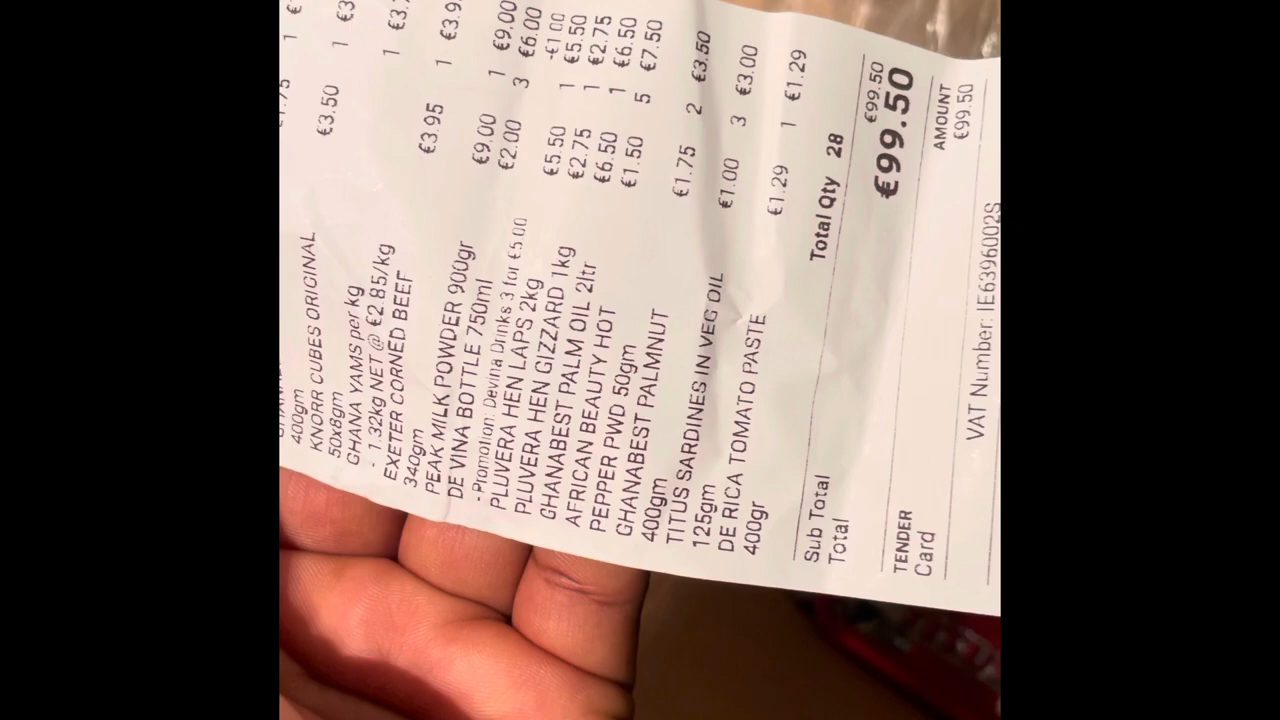 400gm
KNORR CUBES ORIGINAL €3.50 1
50x8gm
GHANA YAMS per kg 1
- 1.32kg NET @ €2.85/kg
EXETER CORNED BEEF €3.95 1
340gm
PEAK MILK POWDER 900gr €9.00 1 €9.00
DE VINA BOTTLE 750ml €2.00 3 €6.00
- Promotion: Devina Drinks 3 for €5.00 -€1.00
PLUVERA HEN LAPS 2kg €5.50 1 €5.50
PLUVERA HEN GIZZARD 1kg €2.75 1 €2.75
GHANABEST PALM OIL 2ltr €6.50 1 €6.50
AFRICAN BEAUTY HOT €1.50 5 €7.50
PEPPER PWD 50gm
GHANABEST PALMNUT €1.75 2 €3.50
400gm
TITUS SARDINES IN VEG OIL €1.00 3 €3.00
125gm
DE RICA TOMATO PASTE €1.29 1 €1.29
400gr
Total Qty 28
Sub Total €99.50
Total €99.50
TENDER AMOUNT
Card €99.50
VAT Number: IE6396002S